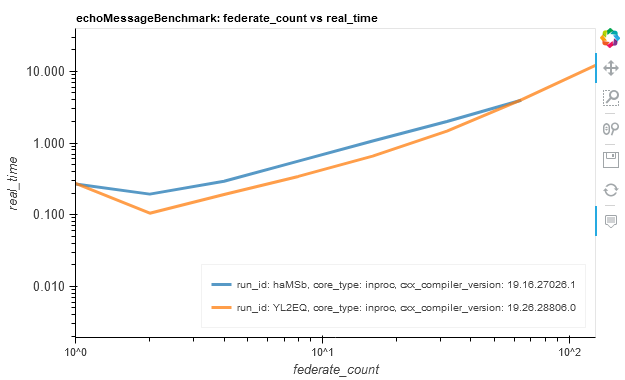 echoMessageBenchmark: federate_count vs real_time
10.000
1.000
0.100
0.010
real_time
run_id: haMSb, core_type: inproc, cxx_compiler_version: 19.16.27026.1
run_id: YL2EQ, core_type: inproc, cxx_compiler_version: 19.26.28806.0
10^0
10^1
10^2
federate_count